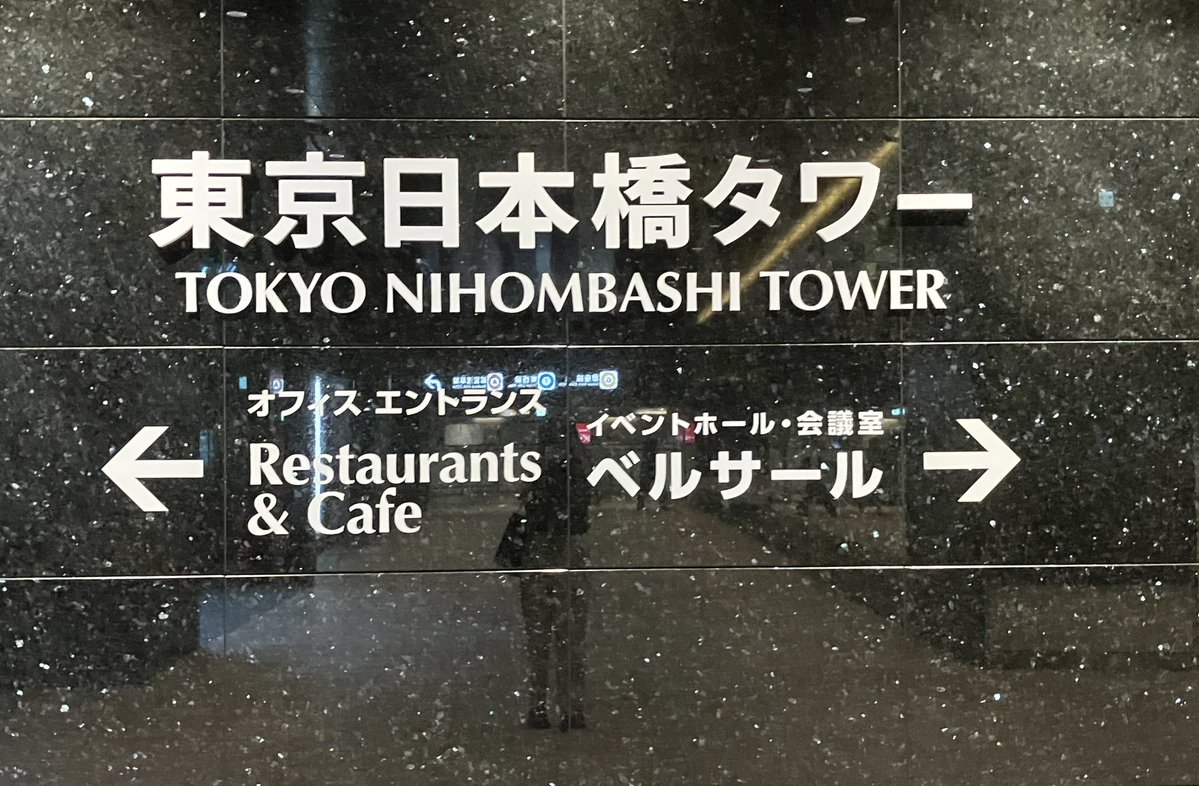 東京日本橋タワー
TOKYO NIHOMBASHI TOWER
オフィス エントランス
Restaurants
& Cafe
イベントホール・会議室
ベルサール